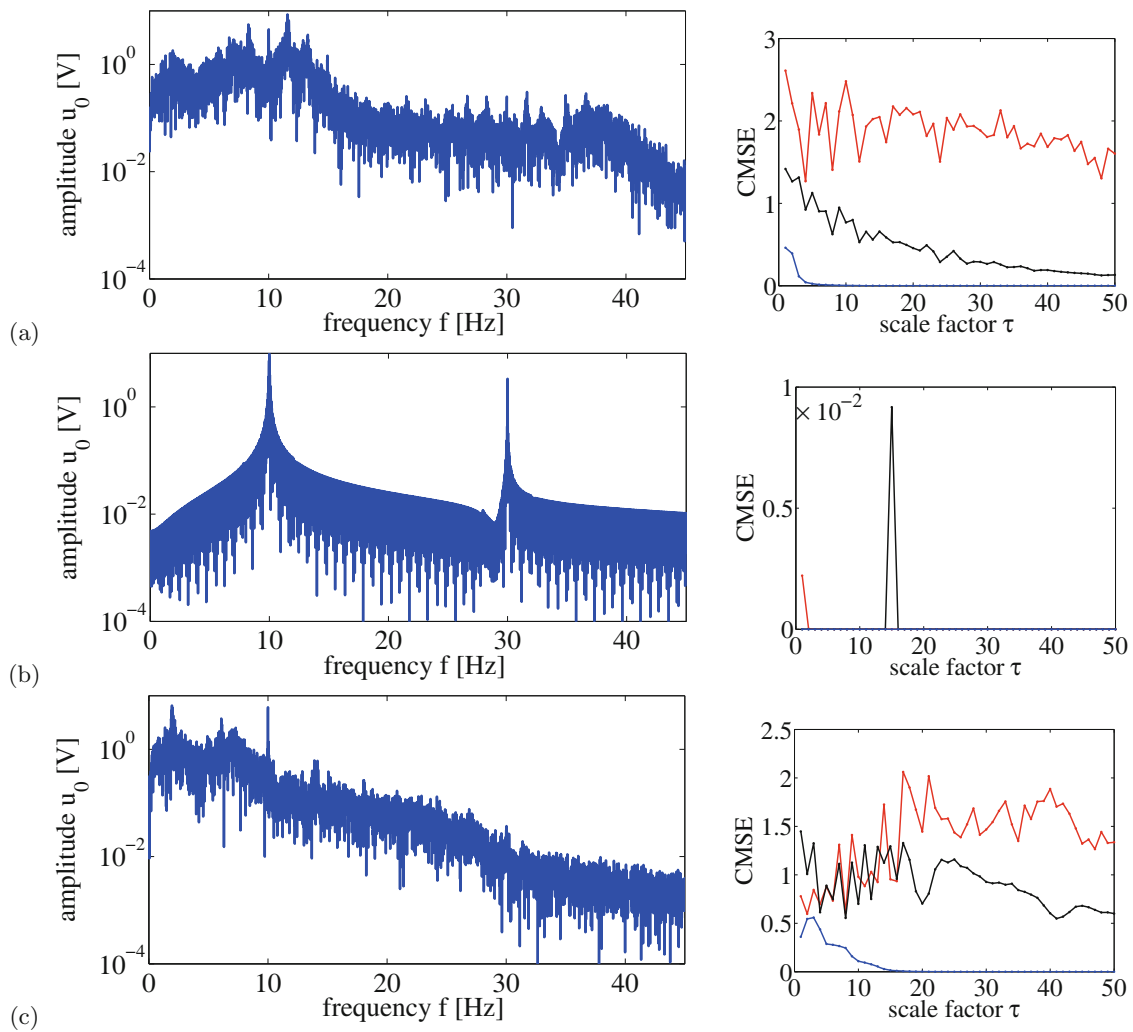 amplitude u_0 [V]
10^0
10^-2
10^-4
0 10 20 30 40
frequency f [Hz]
CMSE
3
2
1
0
0 10 20 30 40 50
scale factor τ
(a)
amplitude u_0 [V]
10^0
10^-2
10^-4
0 10 20 30 40
frequency f [Hz]
CMSE
1
× 10^-2
0.5
0
0 10 20 30 40 50
scale factor τ
(b)
amplitude u_0 [V]
10^0
10^-2
10^-4
0 10 20 30 40
frequency f [Hz]
CMSE
2.5
2
1.5
1
0.5
0
0 10 20 30 40 50
scale factor τ
(c)